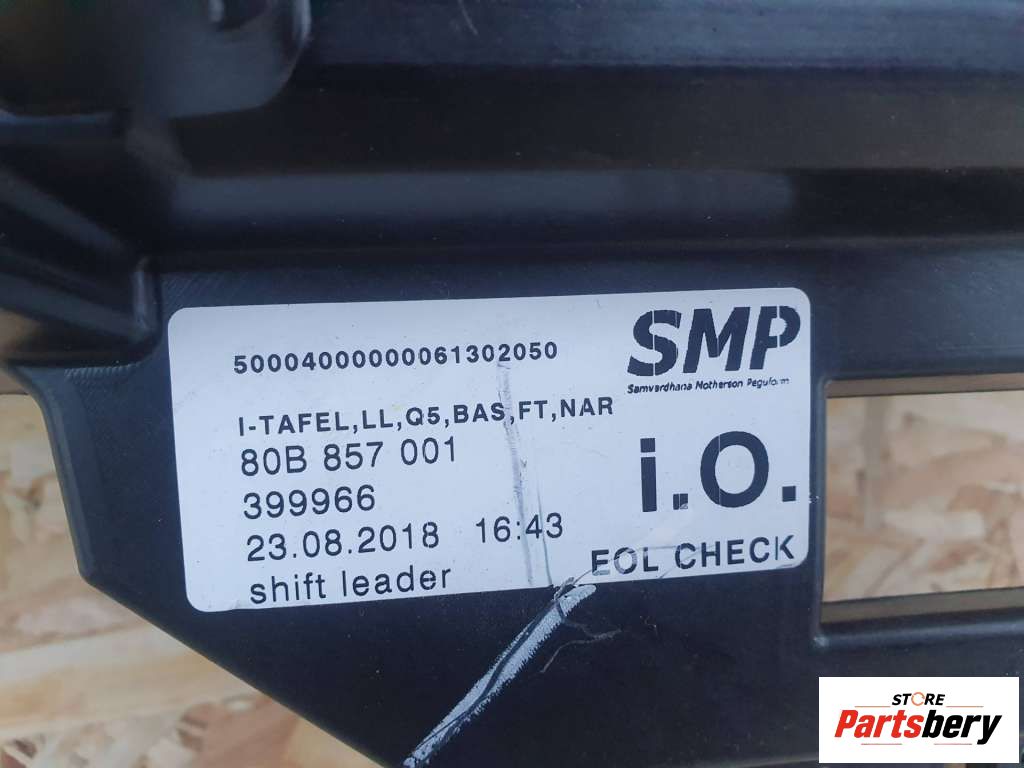 50004000000061302050
SMP
Samvardhana Motherson Peguform
I-TAFEL,LL,Q5,BAS,FT,NAR
80B 857 001
399966
23.08.2018 16:43
shift leader
i.O.
EOL CHECK
STORE
Partsbery